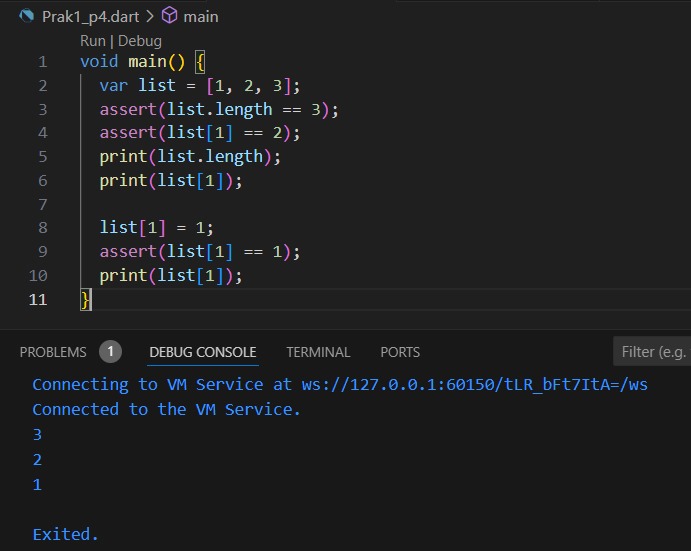 Prak1_p4.dart > main
Run | Debug
1 void main() {
2   var list = [1, 2, 3];
3   assert(list.length == 3);
4   assert(list[1] == 2);
5   print(list.length);
6   print(list[1]);
7
8   list[1] = 1;
9   assert(list[1] == 1);
10   print(list[1]);
11 }
PROBLEMS 1 DEBUG CONSOLE TERMINAL PORTS Filter (e.g.
Connecting to VM Service at ws://127.0.0.1:60150/tLR_bFt7ItA=/ws
Connected to the VM Service.
3
2
1
Exited.